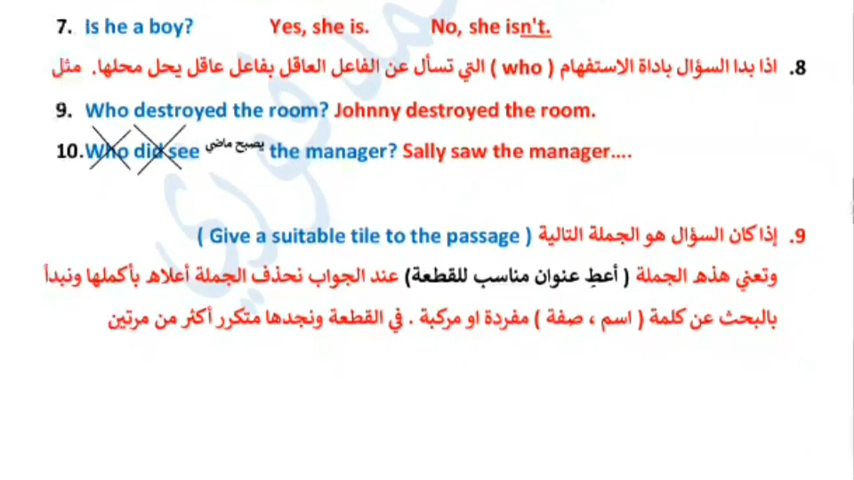 7. Is he a boy? Yes, she is. No, she isn't.
8. اذا بدا السؤال باداة الاستفهام ( who ) التي تسأل عن الفاعل العاقل بفاعل عاقل يحل محلها. مثل
9. Who destroyed the room? Johnny destroyed the room.
10. Who did see يصبح ماضي the manager? Sally saw the manager....
9. إذا كان السؤال هو الجملة التالية ( Give a suitable tile to the passage )
وتعني هذه الجملة ( أعطِ عنوان مناسب للقطعة) عند الجواب نحذف الجملة أعلاه بأكملها ونبدأ
بالبحث عن كلمة ( اسم ، صفة ) مفردة او مركبة . في القطعة ونجدها متكرر أكثر من مرتين